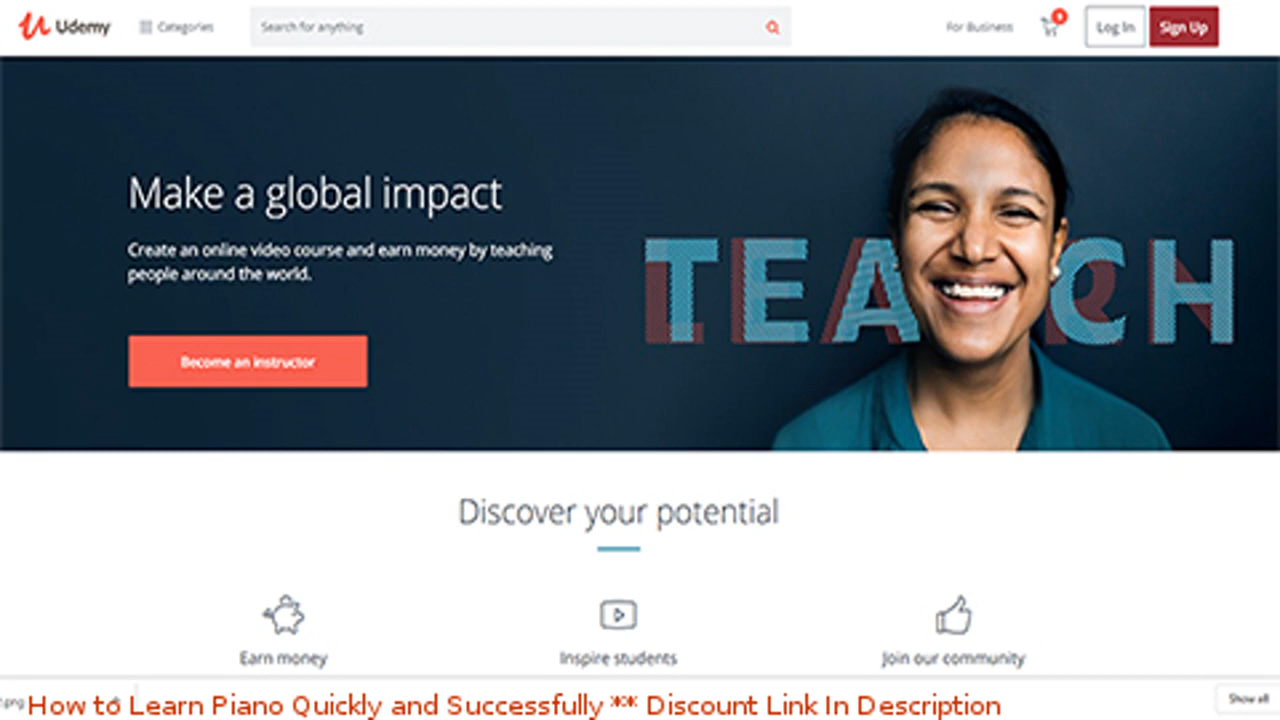 Udemy
Categories
Search for anything
For Business
Log In
Sign Up
Make a global impact
Create an online video course and earn money by teaching
people around the world.
TEACH
Become an instructor
Discover your potential
Earn money
Inspire students
Join our community
.png
Show all
How to Learn Piano Quickly and Successfully ** Discount Link In Description